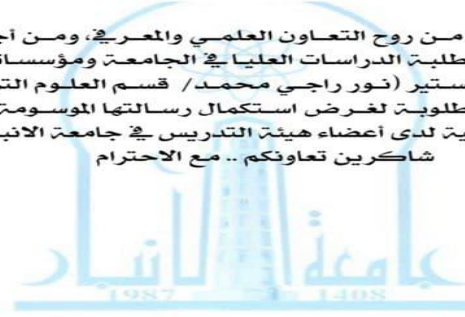 من روح التعاون العلمي والمعرفي، ومن أج
طلبة الدراسات العليا في الجامعة ومؤسسا
ستير (نور راجي محمد/ قسم العلوم الت
طلوبة لغرض استكمال رسالتها الموسومة
ية لدى أعضاء هيئة التدريس في جامعة الانب
شاكرين تعاونكم .. مع الاحترام
جامعة الانبار
1987 1408